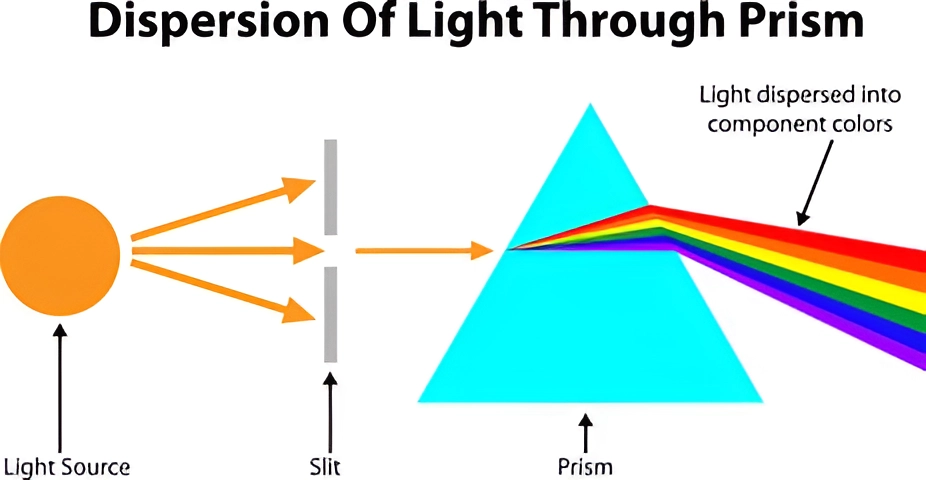 Dispersion Of Light Through Prism
Light dispersed into
component colors
Light Source
Slit
Prism